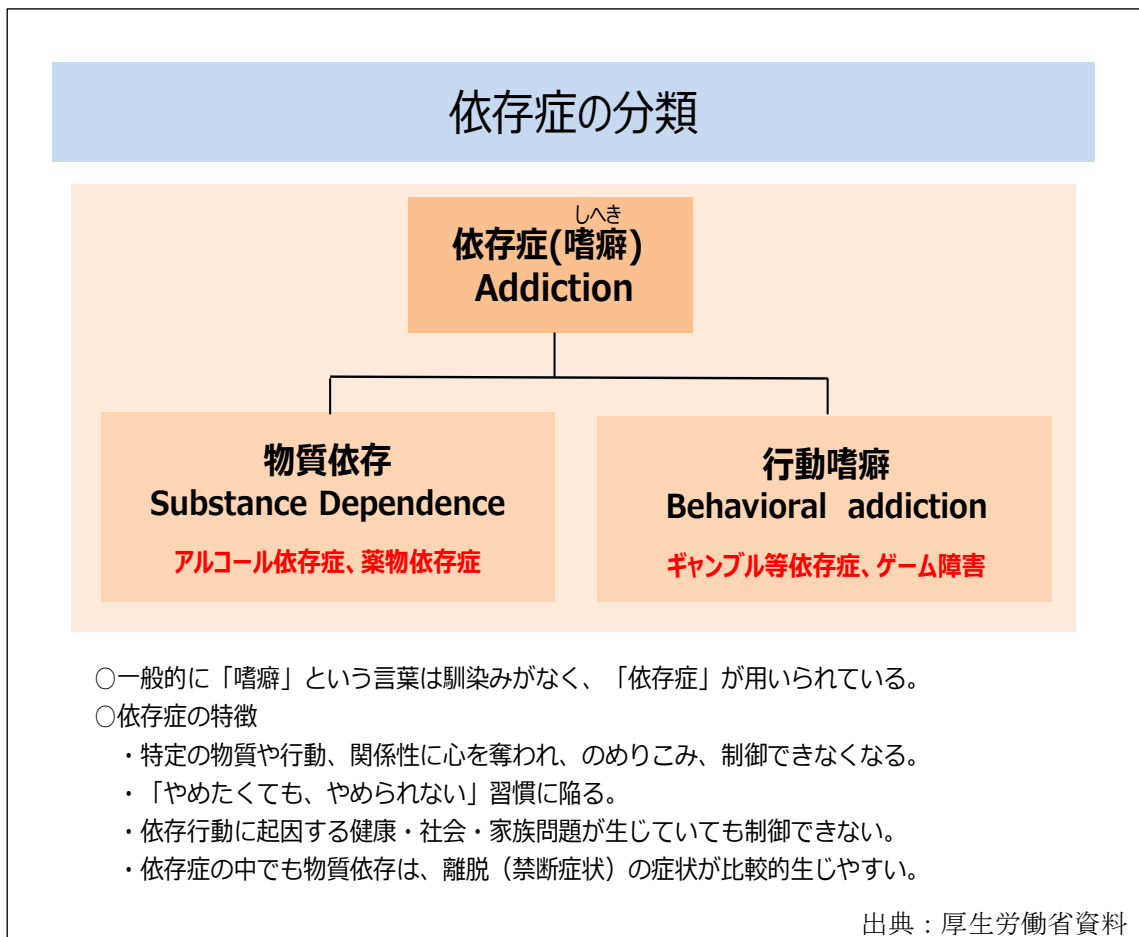 依存症の分類
しへき
依存症(嗜癖)
Addiction
物質依存
Substance Dependence
アルコール依存症、薬物依存症
行動嗜癖
Behavioral addiction
ギャンブル等依存症、ゲーム障害
○一般的に「嗜癖」という言葉は馴染みがなく、「依存症」が用いられている。
○依存症の特徴
・特定の物質や行動、関係性に心を奪われ、のめりこみ、制御できなくなる。
・「やめたくても、やめられない」習慣に陥る。
・依存行動に起因する健康・社会・家族問題が生じていても制御できない。
・依存症の中でも物質依存は、離脱（禁断症状）の症状が比較的生じやすい。
出典：厚生労働省資料